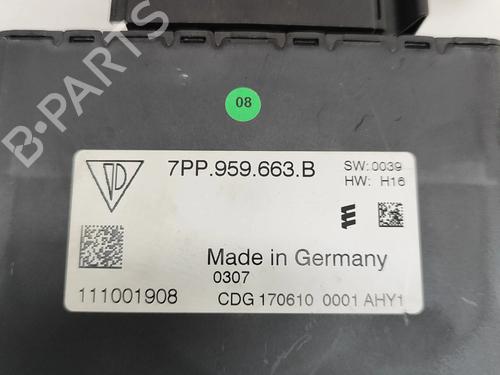 B-PARTS
08
7PP.959.663.B
SW: 0039
HW: H16
Made in Germany
0307
111001908
CDG 170610 0001 AHY1